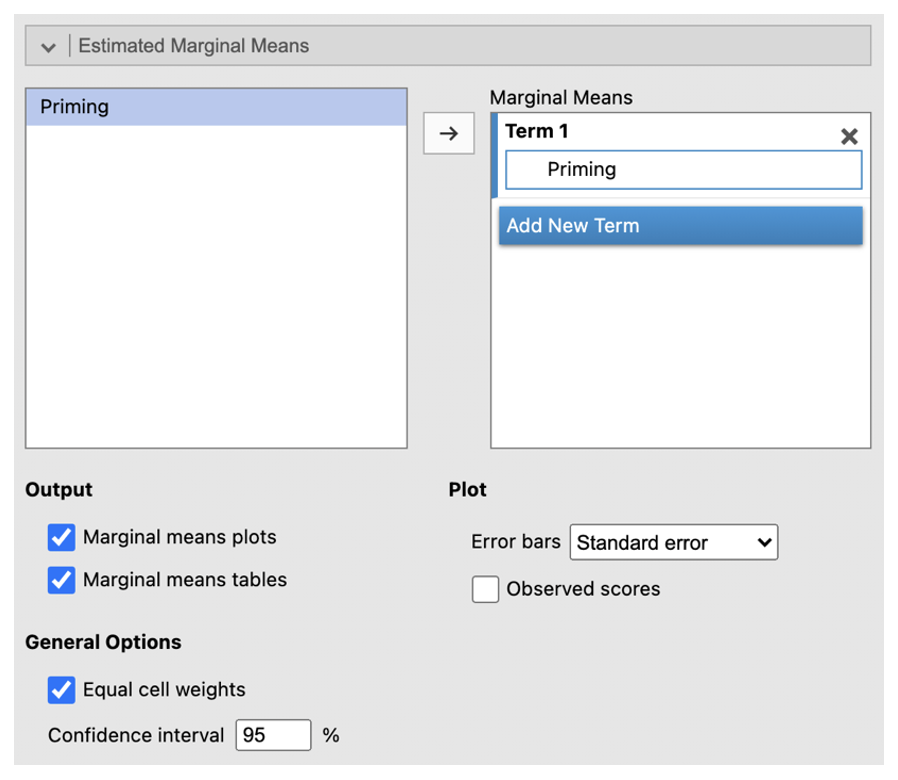 Estimated Marginal Means
Priming
Marginal Means
Term 1
Priming
Add New Term
Output
Marginal means plots
Marginal means tables
Plot
Error bars Standard error
Observed scores
General Options
Equal cell weights
Confidence interval 95 %